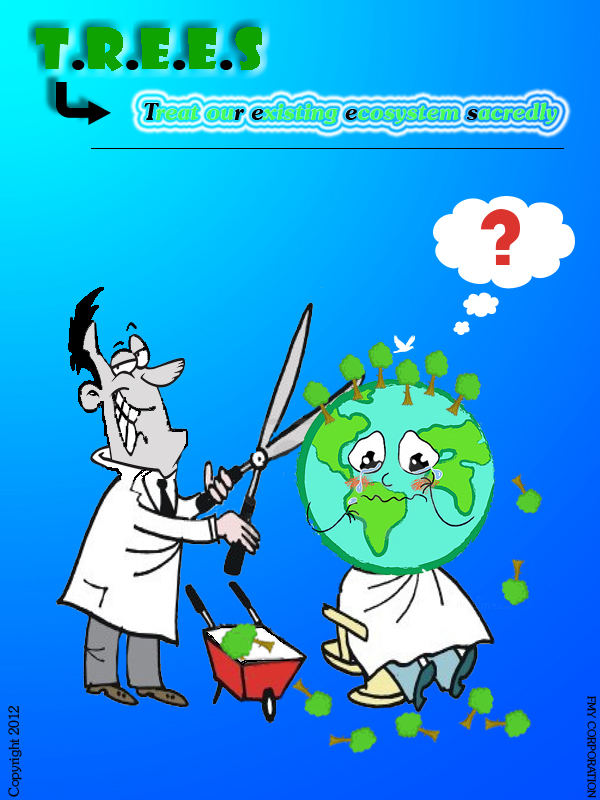 T.R.E.E.S
Treat our existing ecosystem sacredly
?
Copyright 2012
FMY CORPORATION